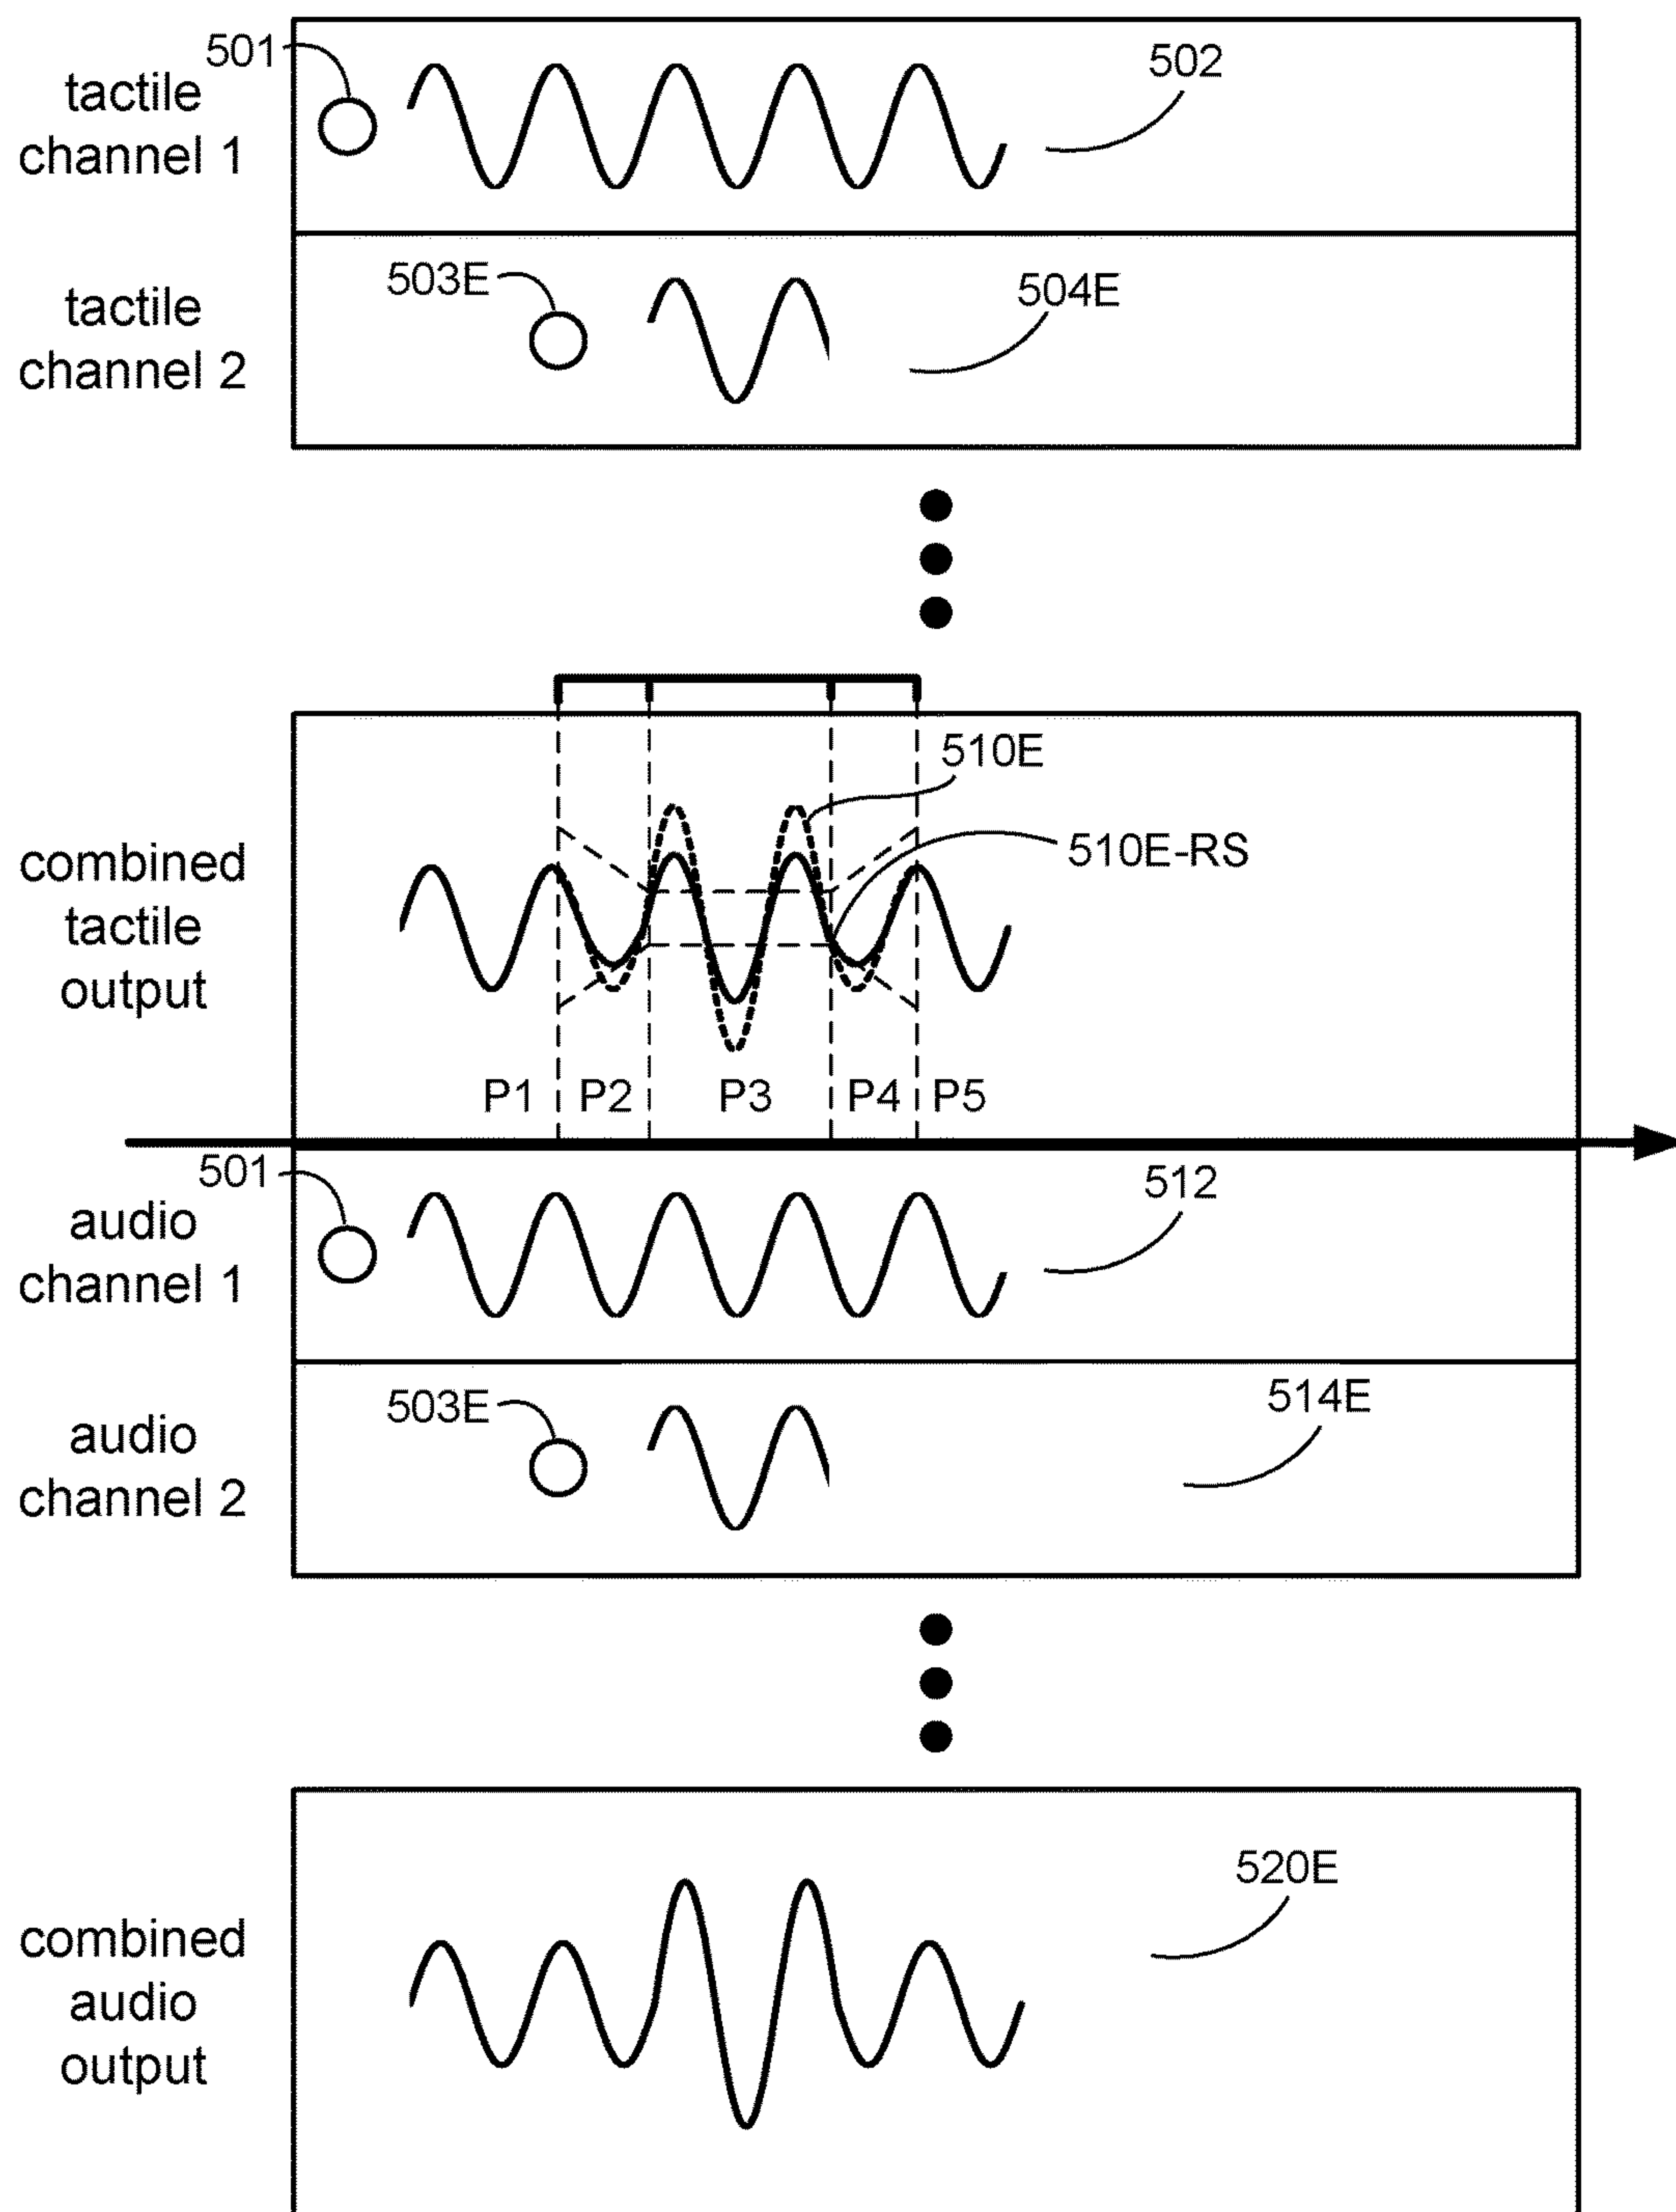 501
tactile
channel 1
502
503E
tactile
channel 2
504E
510E
510E-RS
combined
tactile
output
P1 P2 P3 P4 P5
501
audio
channel 1
512
503E
audio
channel 2
514E
combined
audio
output
520E